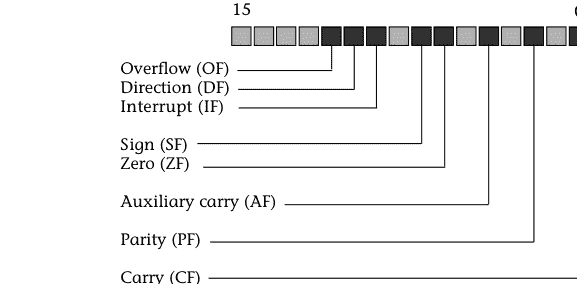 15
Overflow (OF)
Direction (DF)
Interrupt (IF)
Sign (SF)
Zero (ZF)
Auxiliary carry (AF)
Parity (PF)
Carry (CF)